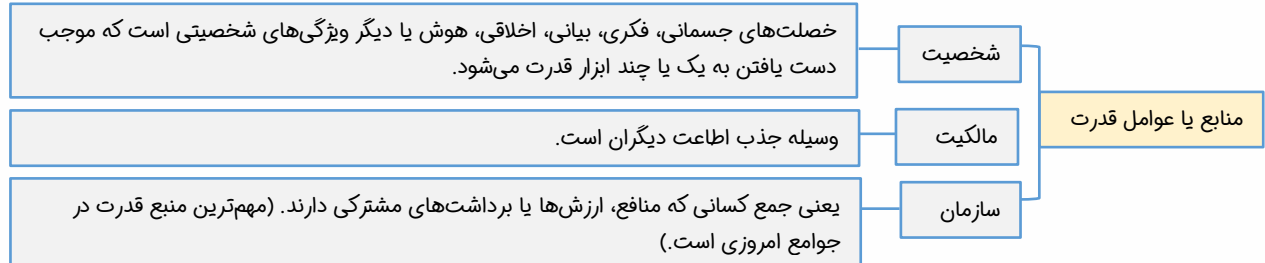 منابع یا عوامل قدرت
شخصیت
خصلت‌های جسمانی، فکری، بیانی، اخلاقی، هوش یا دیگر ویژگی‌های شخصیتی است که موجب
دست یافتن به یک یا چند ابزار قدرت می‌شود.
مالکیت
وسیله جذب اطاعت دیگران است.
سازمان
یعنی جمع کسانی که منافع، ارزش‌ها یا برداشت‌های مشترکی دارند. (مهم‌ترین منبع قدرت در
جوامع امروزی است.)